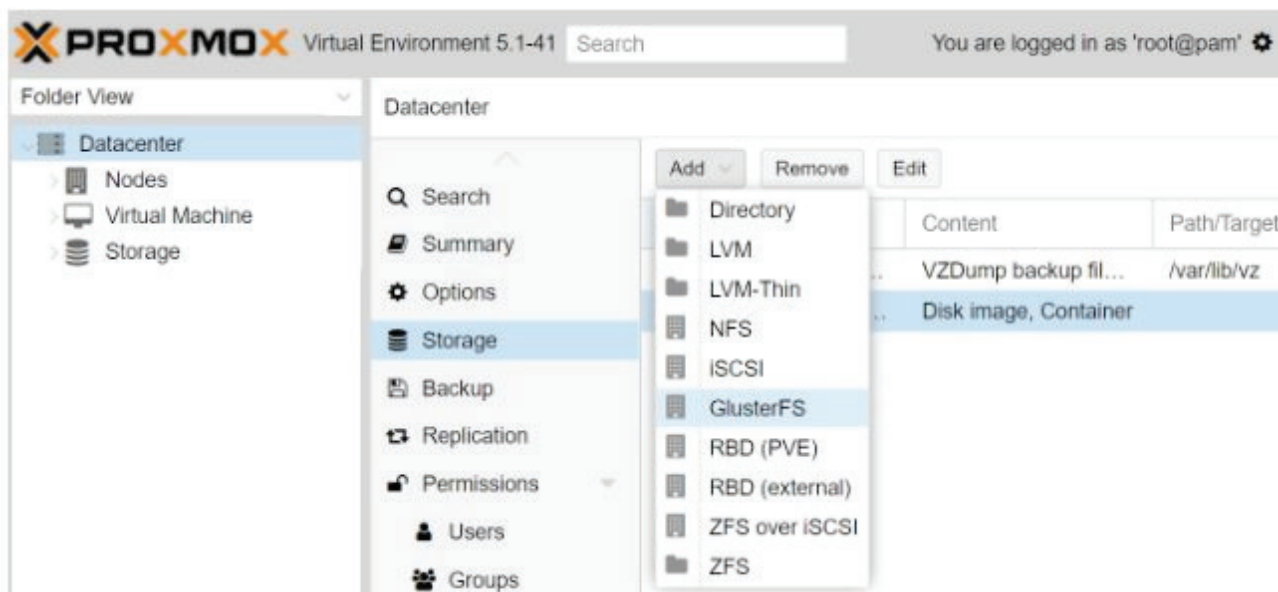 PROXMOX Virtual Environment 5.1-41 Search You are logged in as 'root@pam'
Folder View
Datacenter
Nodes
Virtual Machine
Storage
Datacenter
Search
Summary
Options
Storage
Backup
Replication
Permissions
Users
Groups
Add Remove Edit
Directory
LVM
LVM-Thin
NFS
iSCSI
GlusterFS
RBD (PVE)
RBD (external)
ZFS over iSCSI
ZFS
Content Path/Target
.. VZDump backup fil... /var/lib/vz
.. Disk image, Container